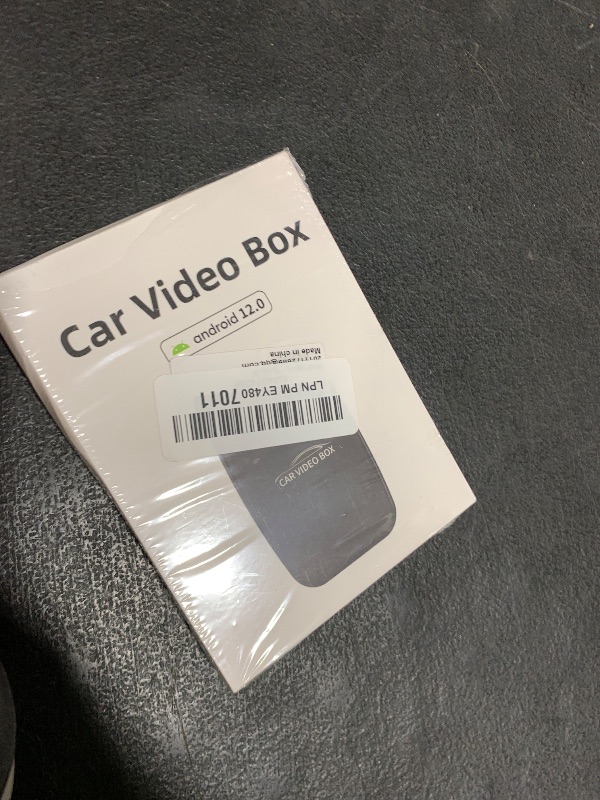 Car Video Box
android 12.0
Made in china
LPN PM EY480 7011
CAR VIDEO BOX